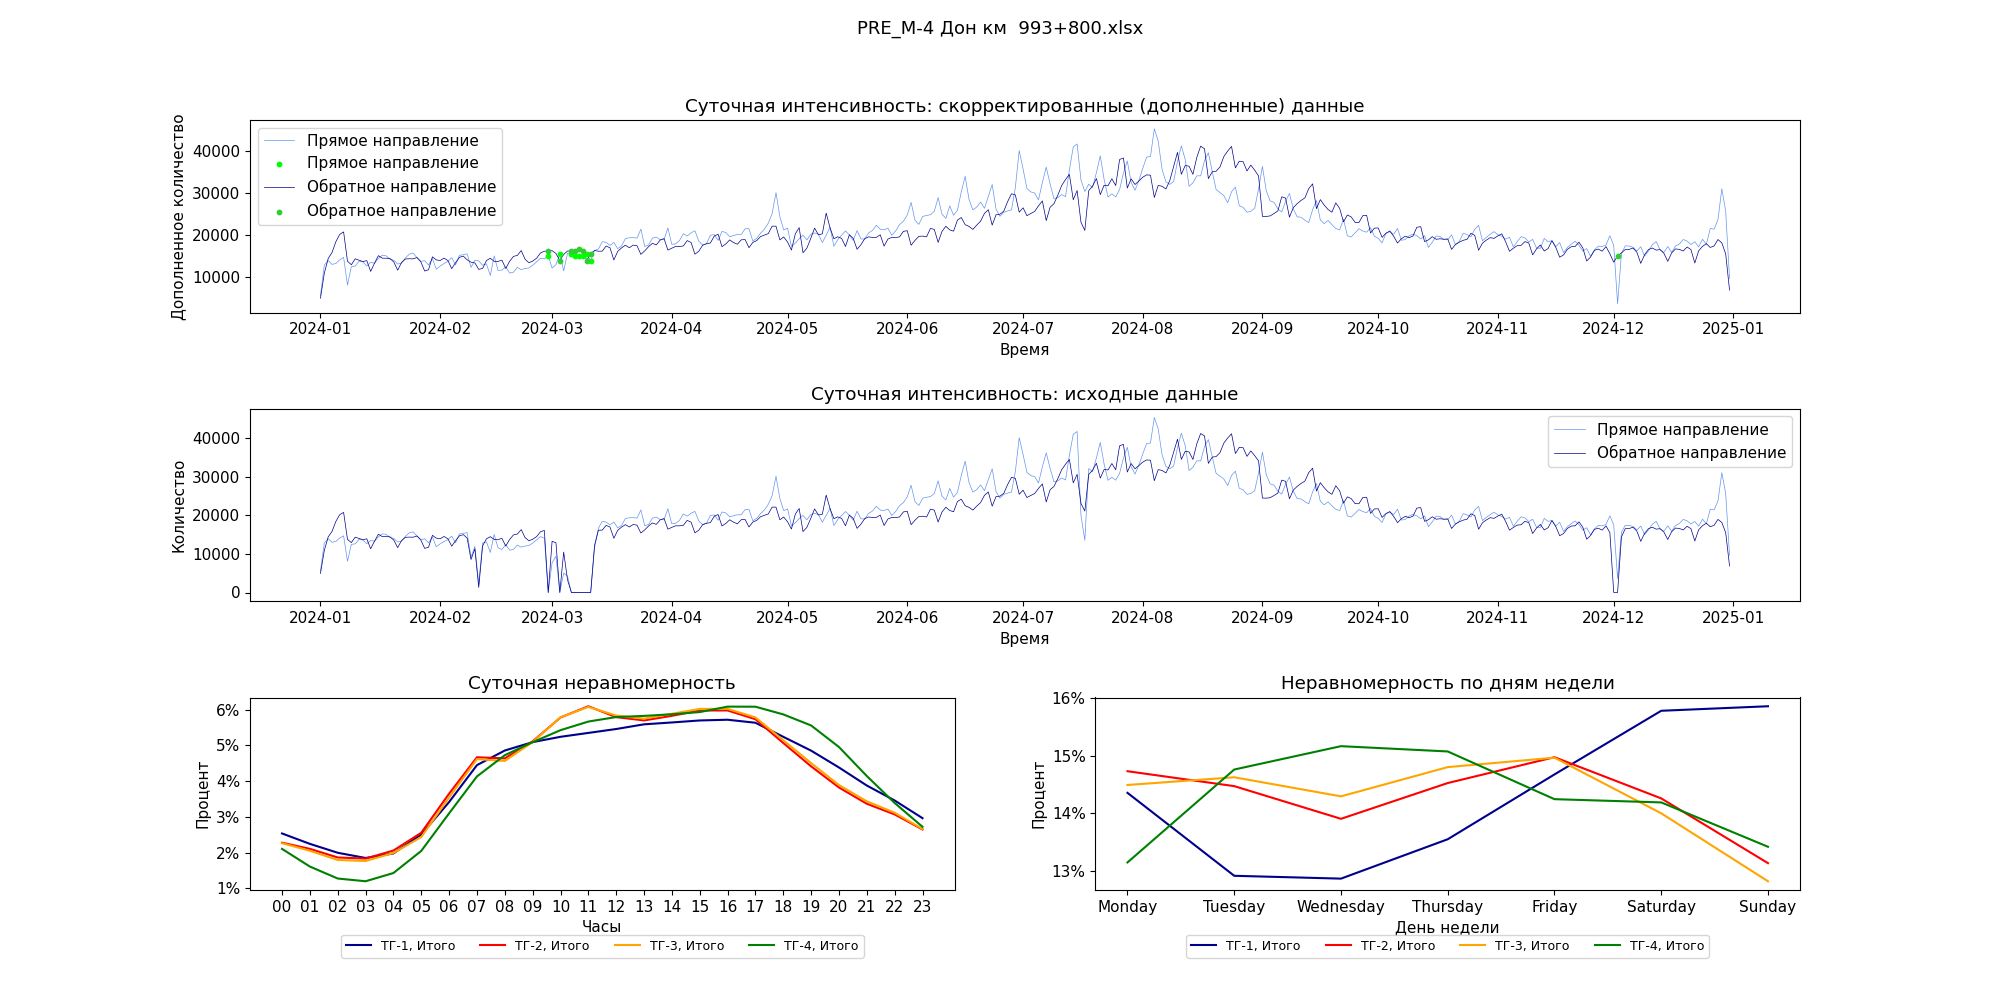 PRE_M-4 Дон км  993+800.xlsx
Суточная интенсивность: скорректированные (дополненные) данные
Дополненное количество
40000
30000
20000
10000
Прямое направление
Прямое направление
Обратное направление
Обратное направление
2024-01 2024-02 2024-03 2024-04 2024-05 2024-06 2024-07 2024-08 2024-09 2024-10 2024-11 2024-12 2025-01
Время
Суточная интенсивность: исходные данные
Количество
40000
30000
20000
10000
0
Прямое направление
Обратное направление
2024-01 2024-02 2024-03 2024-04 2024-05 2024-06 2024-07 2024-08 2024-09 2024-10 2024-11 2024-12 2025-01
Время
Суточная неравномерность
Процент
6%
5%
4%
3%
2%
1%
00 01 02 03 04 05 06 07 08 09 10 11 12 13 14 15 16 17 18 19 20 21 22 23
Часы
ТГ-1, Итого ТГ-2, Итого ТГ-3, Итого ТГ-4, Итого
Неравномерность по дням недели
Процент
16%
15%
14%
13%
Monday Tuesday Wednesday Thursday Friday Saturday Sunday
День недели
ТГ-1, Итого ТГ-2, Итого ТГ-3, Итого ТГ-4, Итого